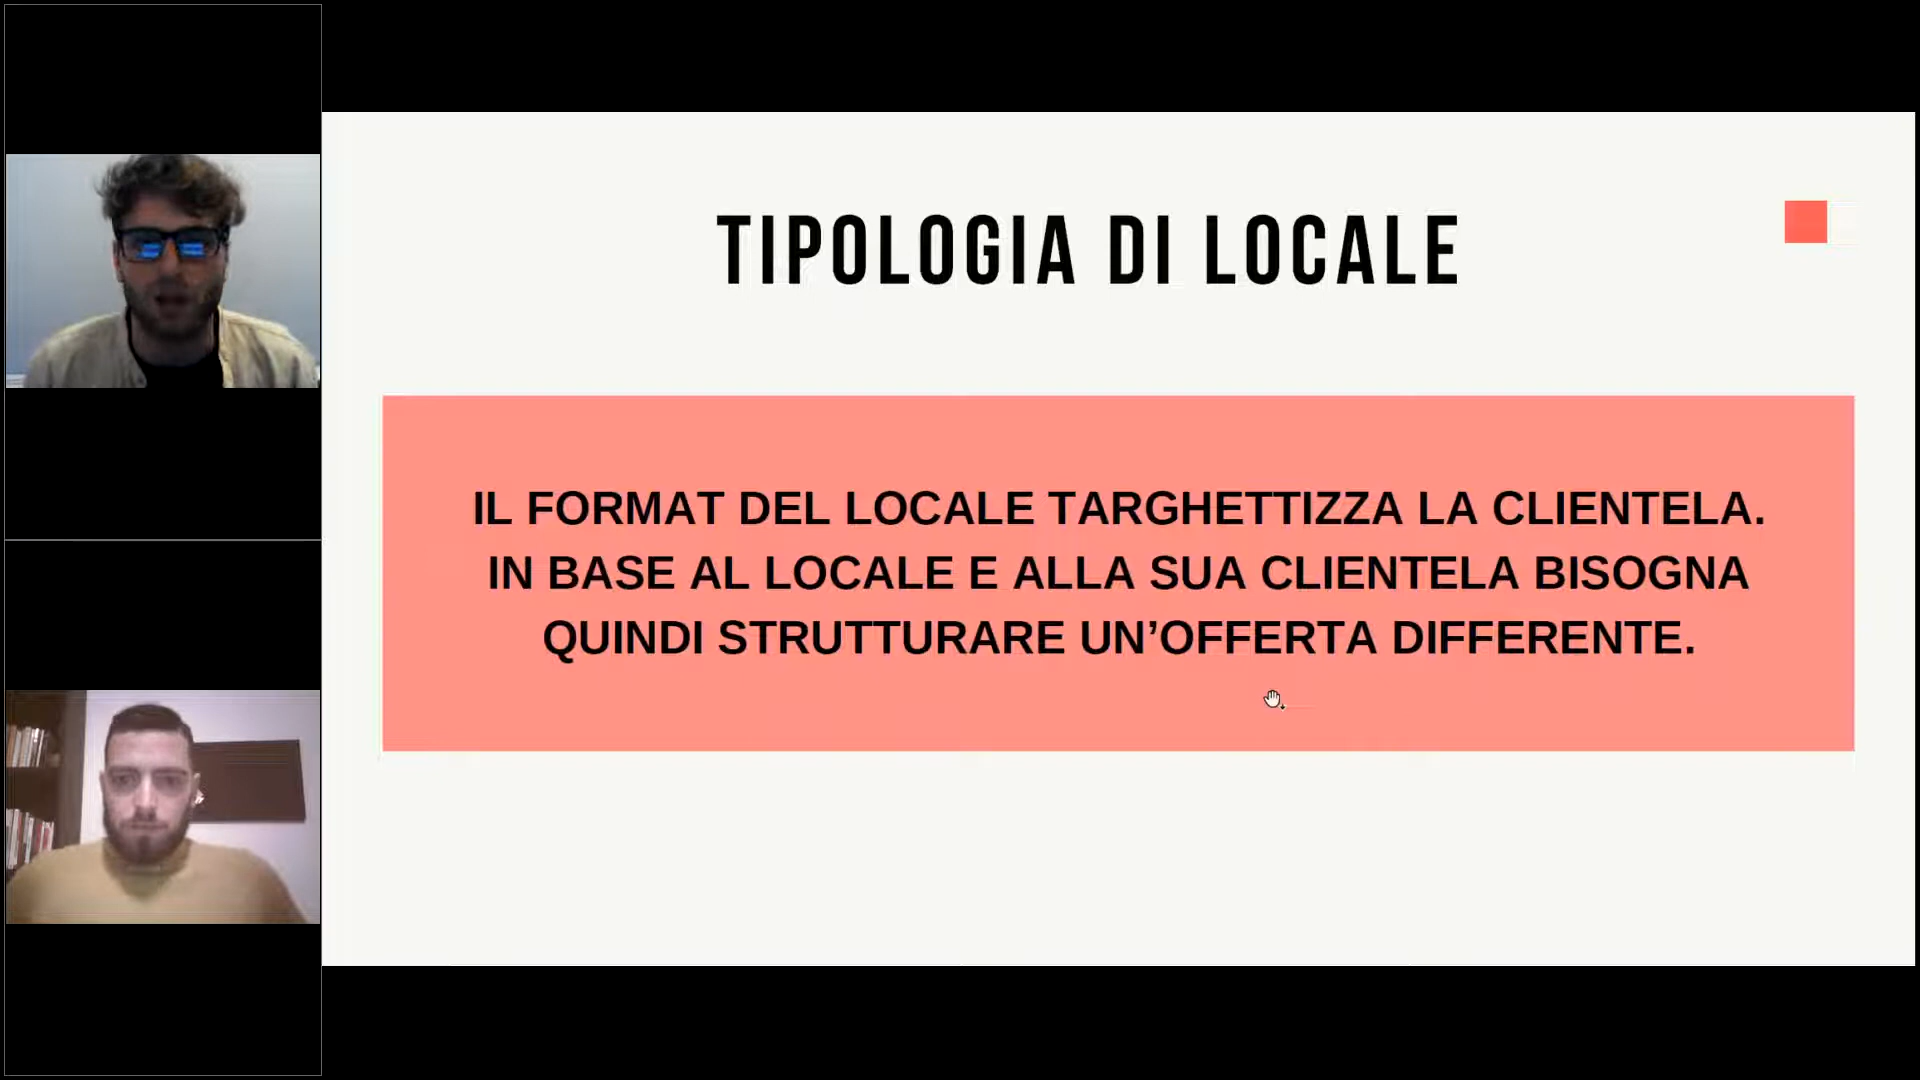 TIPOLOGIA DI LOCALE
IL FORMAT DEL LOCALE TARGHETTIZZA LA CLIENTELA.
IN BASE AL LOCALE E ALLA SUA CLIENTELA BISOGNA
QUINDI STRUTTURARE UN’OFFERTA DIFFERENTE.